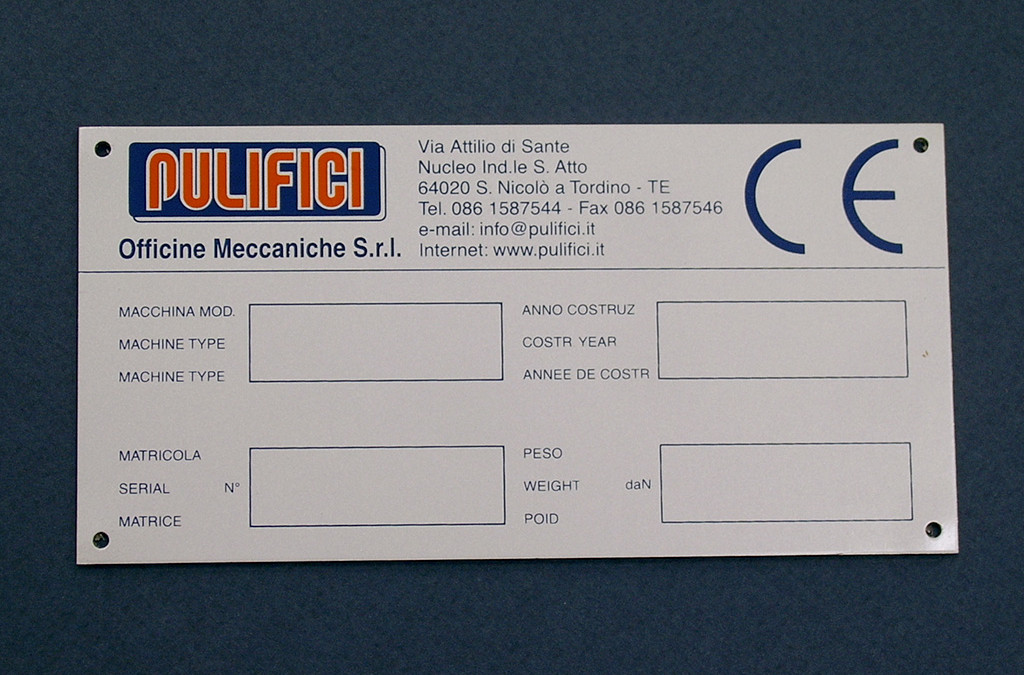 PULIFICI
Officine Meccaniche S.r.l.
Via Attilio di Sante
Nucleo Ind.le S. Atto
64020 S. Nicolò a Tordino - TE
Tel. 086 1587544 - Fax 086 1587546
e-mail: info@pulifici.it
Internet: www.pulifici.it
CE
MACCHINA MOD.
MACHINE TYPE
MACHINE TYPE
ANNO COSTRUZ
COSTR YEAR
ANNEE DE COSTR
MATRICOLA
SERIAL N°
MATRICE
PESO
WEIGHT daN
POID